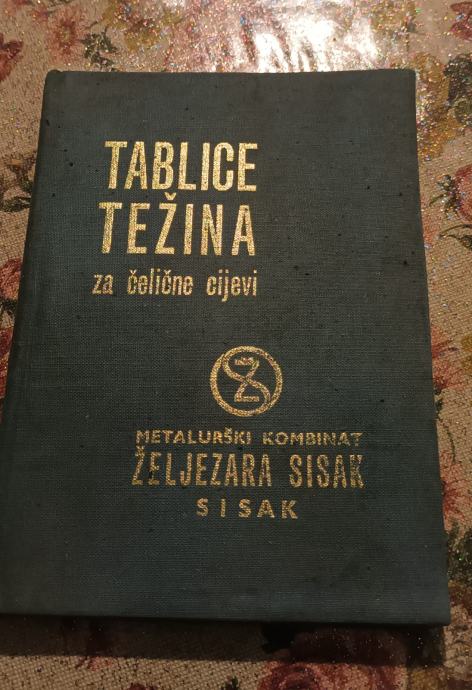 TABLICE
TEŽINA
za čelične cijevi
METALURŠKI KOMBINAT
ŽELJEZARA SISAK
SISAK